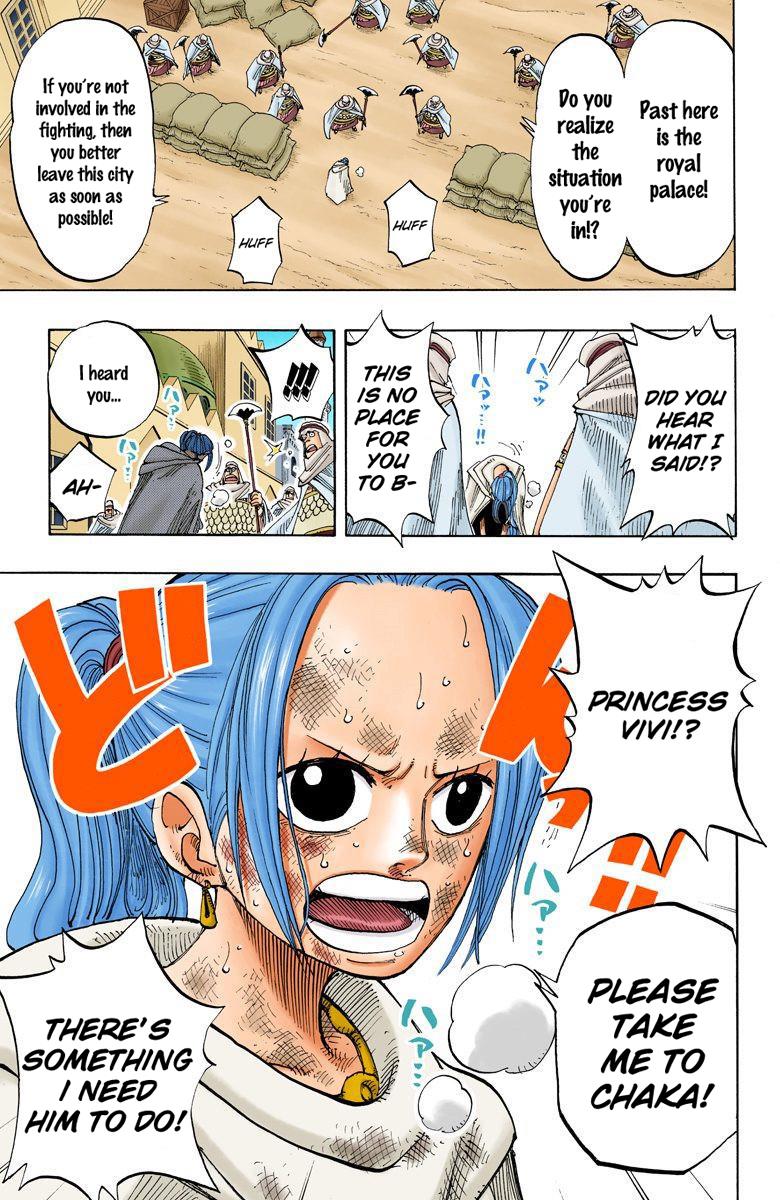 Past here
is the
royal
palace!
Do you
realize
the
situation
you're
in!?
If you're not
involved in the
fighting, then
you better
leave this city
as soon as
possible!
HUFF
HUFF
DID YOU
HEAR
WHAT I
SAID!?
ハァッ
ハァッ…!!
THIS
IS NO
PLACE
FOR
YOU
TO B-
!!!
I heard
you...
ハァ…
ハァ…
AH-
PRINCESS
VIVI!?
どんっ!!
ハァ…
PLEASE
TAKE
ME TO
CHAKA!
ハァ…
THERE'S
SOMETHING
I NEED
HIM TO DO!